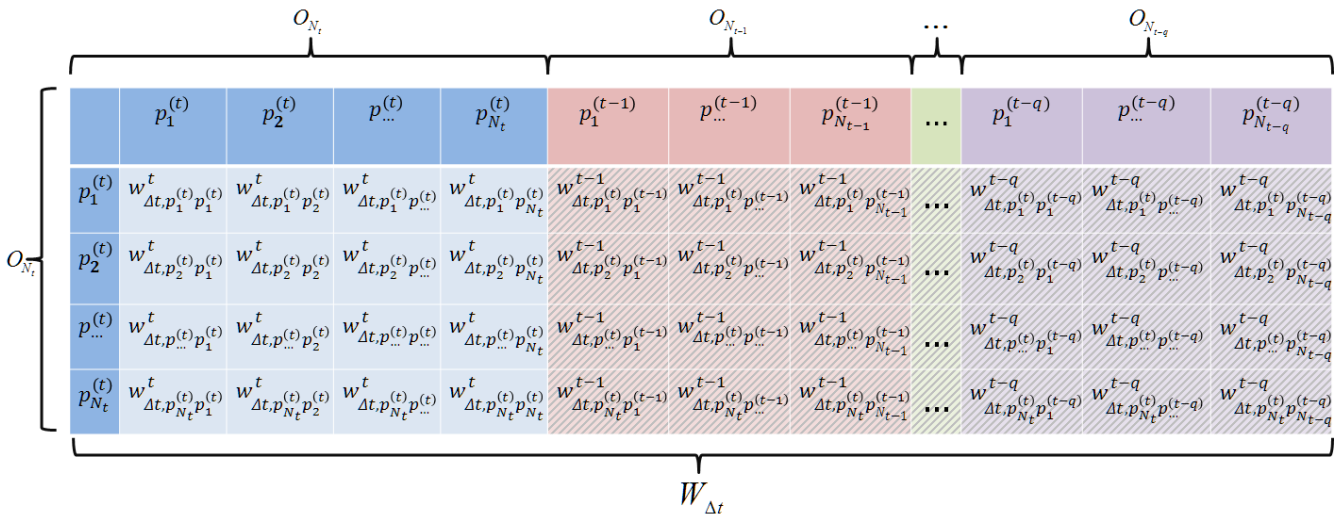 O_{N_t} O_{N_{t-1}} ... O_{N_{t-q}}
p_1^{(t)} p_2^{(t)} p_{...}^{(t)} p_{N_t}^{(t)} p_1^{(t-1)} p_{...}^{(t-1)} p_{N_{t-1}}^{(t-1)} ... p_1^{(t-q)} p_{...}^{(t-q)} p_{N_{t-q}}^{(t-q)}
p_1^{(t)} w^t_{Δt,p_1^{(t)}p_1^{(t)}} w^t_{Δt,p_1^{(t)}p_2^{(t)}} w^t_{Δt,p_1^{(t)}p_{...}^{(t)}} w^t_{Δt,p_1^{(t)}p_{N_t}^{(t)}} w^{t-1}_{Δt,p_1^{(t)}p_1^{(t-1)}} w^{t-1}_{Δt,p_1^{(t)}p_{...}^{(t-1)}} w^{t-1}_{Δt,p_1^{(t)}p_{N_{t-1}}^{(t-1)}} ... w^{t-q}_{Δt,p_1^{(t)}p_1^{(t-q)}} w^{t-q}_{Δt,p_1^{(t)}p_{...}^{(t-q)}} w^{t-q}_{Δt,p_1^{(t)}p_{N_{t-q}}^{(t-q)}}
O_{N_t} p_2^{(t)} w^t_{Δt,p_2^{(t)}p_1^{(t)}} w^t_{Δt,p_2^{(t)}p_2^{(t)}} w^t_{Δt,p_2^{(t)}p_{...}^{(t)}} w^t_{Δt,p_2^{(t)}p_{N_t}^{(t)}} w^{t-1}_{Δt,p_2^{(t)}p_1^{(t-1)}} w^{t-1}_{Δt,p_2^{(t)}p_{...}^{(t-1)}} w^{t-1}_{Δt,p_2^{(t)}p_{N_{t-1}}^{(t-1)}} ... w^{t-q}_{Δt,p_2^{(t)}p_1^{(t-q)}} w^{t-q}_{Δt,p_2^{(t)}p_{...}^{(t-q)}} w^{t-q}_{Δt,p_2^{(t)}p_{N_{t-q}}^{(t-q)}}
p_{...}^{(t)} w^t_{Δt,p_{...}^{(t)}p_1^{(t)}} w^t_{Δt,p_{...}^{(t)}p_2^{(t)}} w^t_{Δt,p_{...}^{(t)}p_{...}^{(t)}} w^t_{Δt,p_{...}^{(t)}p_{N_t}^{(t)}} w^{t-1}_{Δt,p_{...}^{(t)}p_1^{(t-1)}} w^{t-1}_{Δt,p_{...}^{(t)}p_{...}^{(t-1)}} w^{t-1}_{Δt,p_{...}^{(t)}p_{N_{t-1}}^{(t-1)}} ... w^{t-q}_{Δt,p_{...}^{(t)}p_1^{(t-q)}} w^{t-q}_{Δt,p_{...}^{(t)}p_{...}^{(t-q)}} w^{t-q}_{Δt,p_{...}^{(t)}p_{N_{t-q}}^{(t-q)}}
p_{N_t}^{(t)} w^t_{Δt,p_{N_t}^{(t)}p_1^{(t)}} w^t_{Δt,p_{N_t}^{(t)}p_2^{(t)}} w^t_{Δt,p_{N_t}^{(t)}p_{...}^{(t)}} w^t_{Δt,p_{N_t}^{(t)}p_{N_t}^{(t)}} w^{t-1}_{Δt,p_{N_t}^{(t)}p_1^{(t-1)}} w^{t-1}_{Δt,p_{N_t}^{(t)}p_{...}^{(t-1)}} w^{t-1}_{Δt,p_{N_t}^{(t)}p_{N_{t-1}}^{(t-1)}} ... w^{t-q}_{Δt,p_{N_t}^{(t)}p_1^{(t-q)}} w^{t-q}_{Δt,p_{N_t}^{(t)}p_{...}^{(t-q)}} w^{t-q}_{Δt,p_{N_t}^{(t)}p_{N_{t-q}}^{(t-q)}}
W_{Δt}